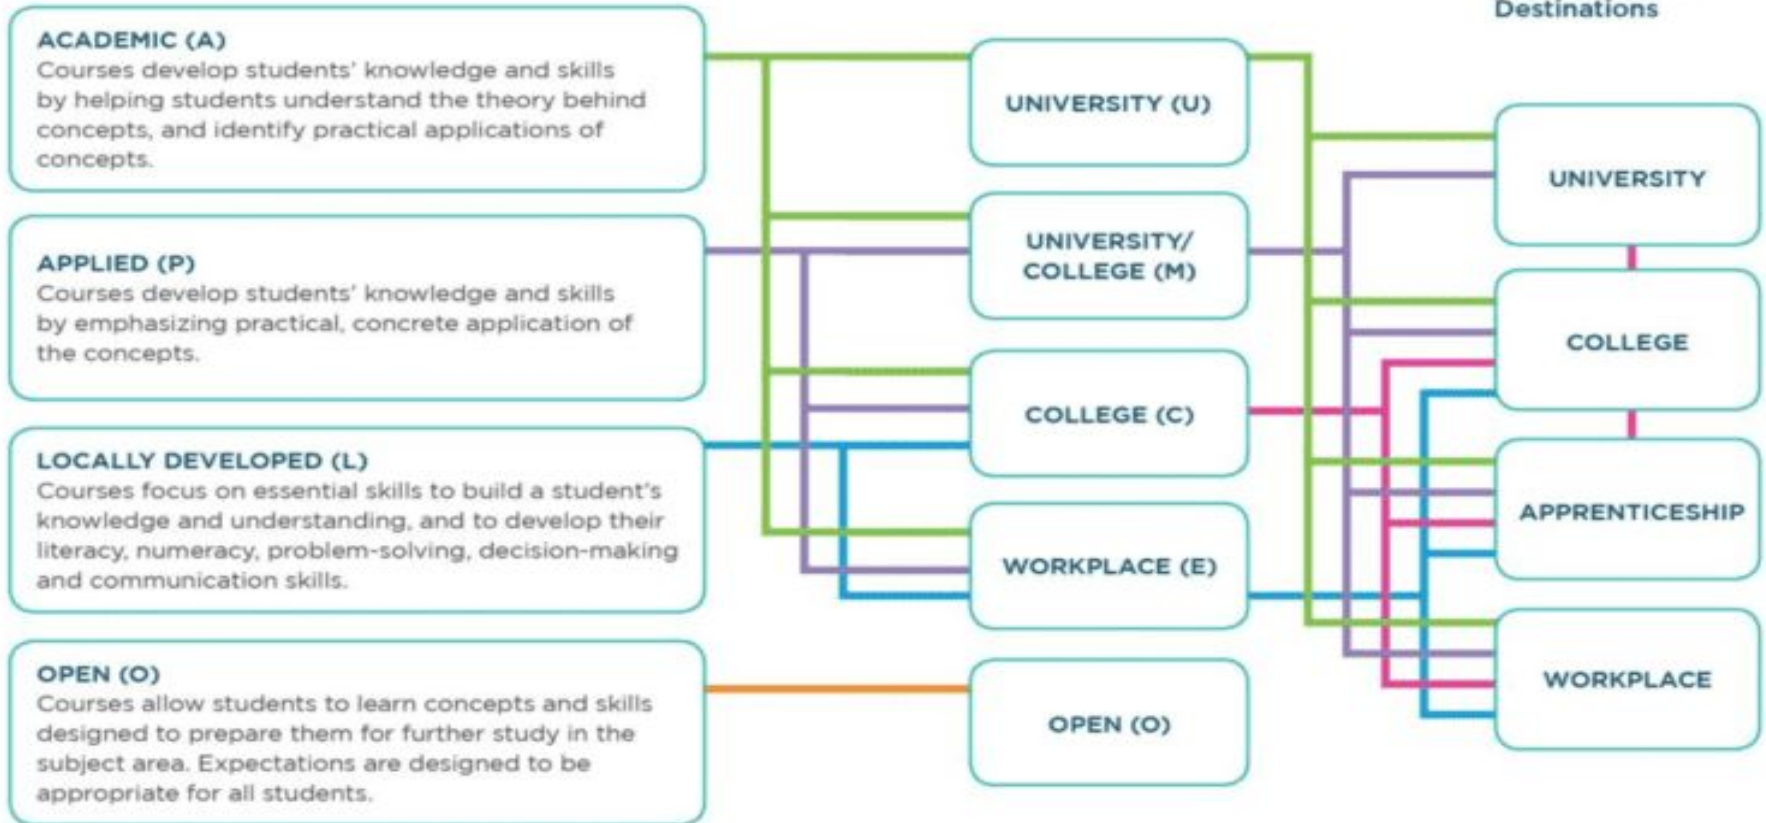 Destinations
ACADEMIC (A)
Courses develop students' knowledge and skills
by helping students understand the theory behind
concepts, and identify practical applications of
concepts.
APPLIED (P)
Courses develop students' knowledge and skills
by emphasizing practical, concrete application of
the concepts.
LOCALLY DEVELOPED (L)
Courses focus on essential skills to build a student's
knowledge and understanding, and to develop their
literacy, numeracy, problem-solving, decision-making
and communication skills.
OPEN (O)
Courses allow students to learn concepts and skills
designed to prepare them for further study in the
subject area. Expectations are designed to be
appropriate for all students.
UNIVERSITY (U)
UNIVERSITY/
COLLEGE (M)
COLLEGE (C)
WORKPLACE (E)
OPEN (O)
UNIVERSITY
COLLEGE
APPRENTICESHIP
WORKPLACE